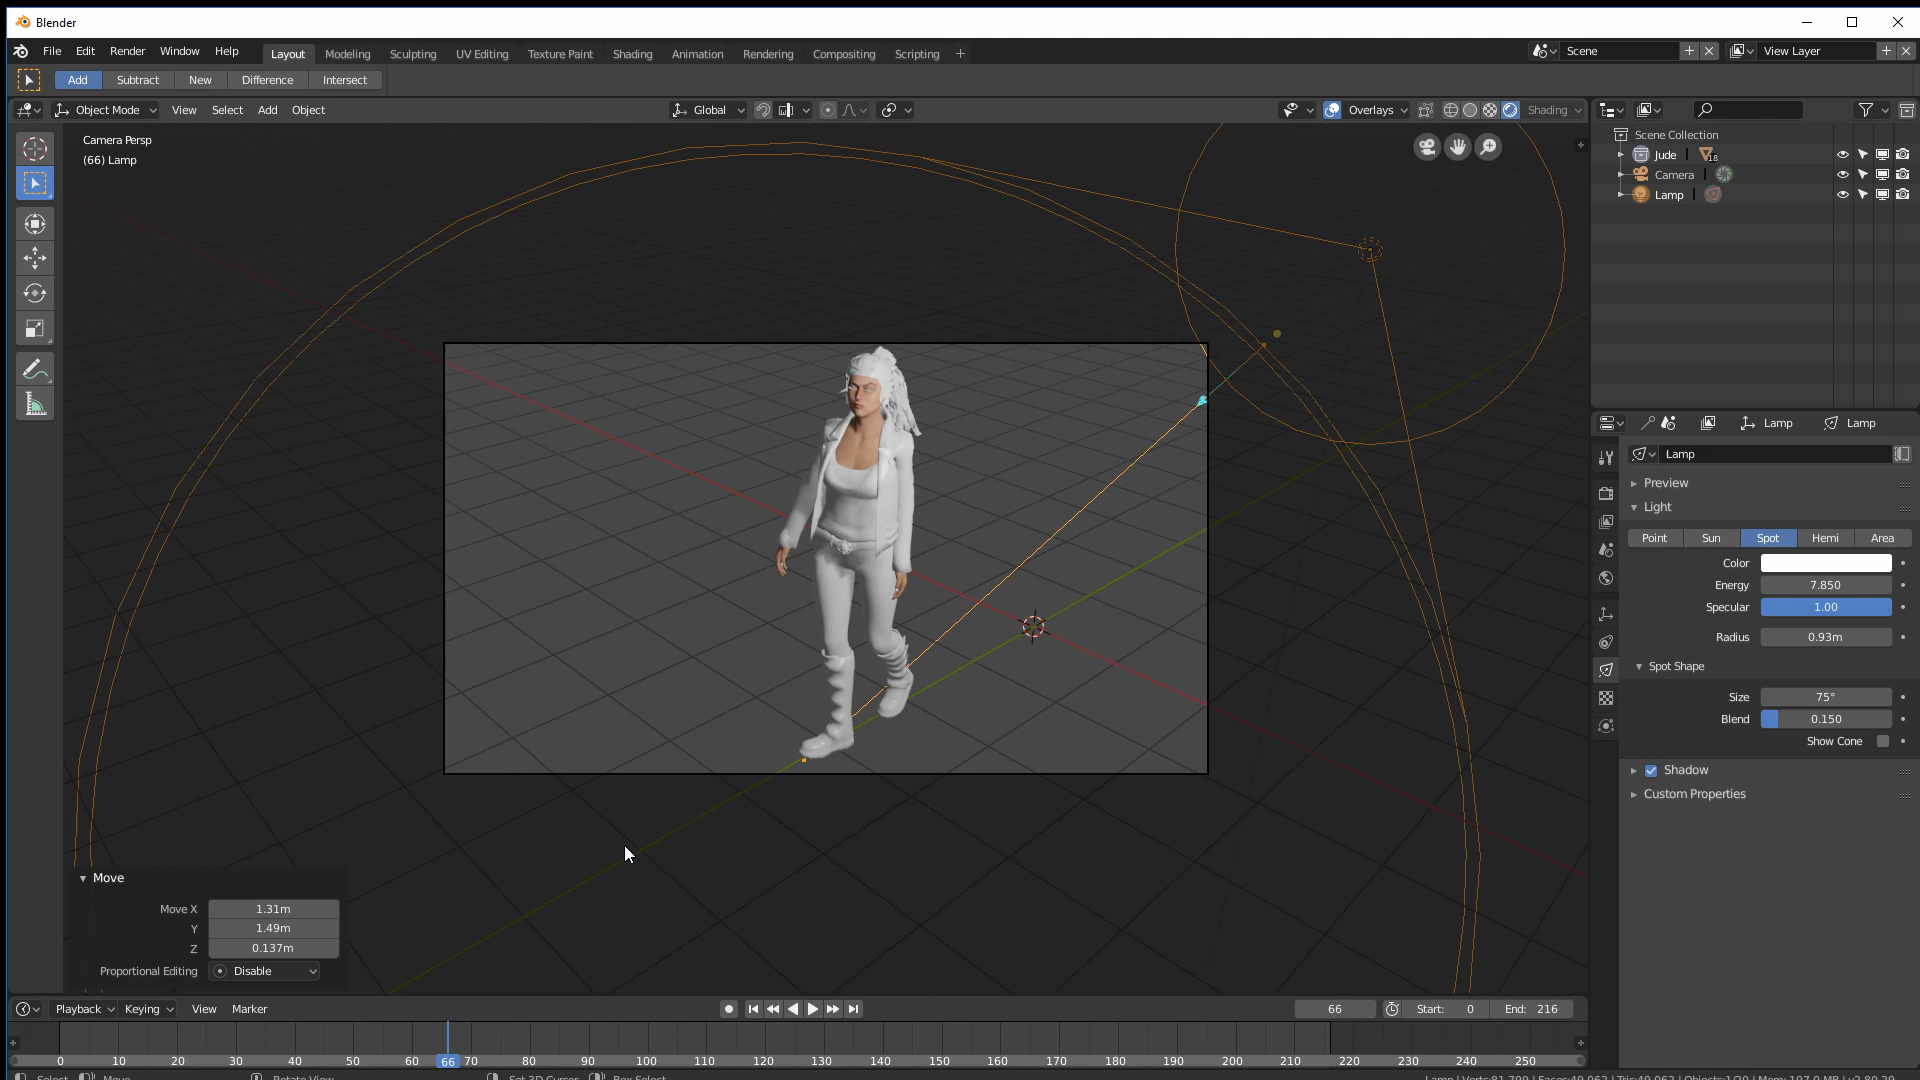 Blender
File Edit Render Window Help Layout Modeling Sculpting UV Editing Texture Paint Shading Animation Rendering Compositing Scripting + Scene View Layer
Add Subtract New Difference Intersect
Object Mode View Select Add Object Global Overlays Shading
Camera Persp
(66) Lamp
Scene Collection
Jude 18
Camera
Lamp
Lamp Lamp
Lamp
Preview
Light
Point Sun Spot Hemi Area
Color
Energy 7.850
Specular 1.00
Radius 0.93m
Spot Shape
Size 75°
Blend 0.150
Show Cone
Shadow
Custom Properties
Move
Move X 1.31m
Y 1.49m
Z 0.137m
Proportional Editing Disable
Playback Keying View Marker 66 Start: 0 End: 216
0 10 20 30 40 50 60 66 70 80 90 100 110 120 130 140 150 160 170 180 190 200 210 220 230 240 250
Select Move Rotate View Set 3D Cursor Box Select